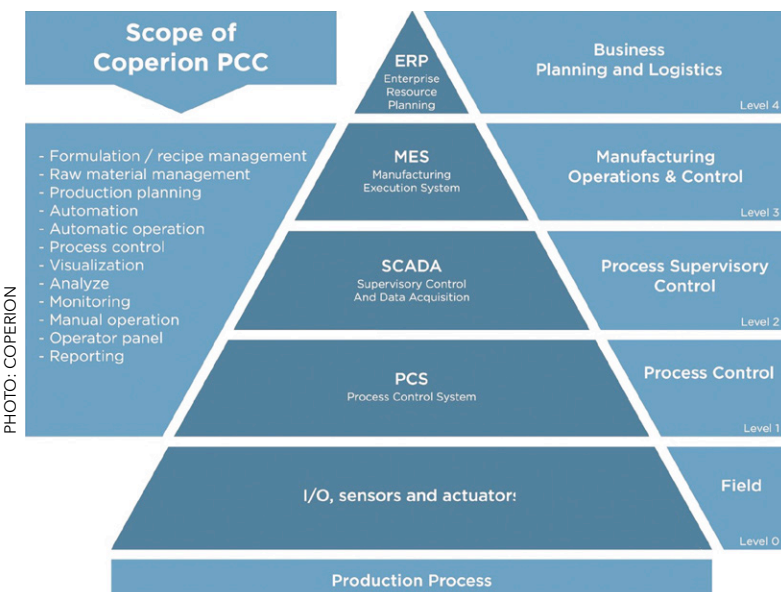 Scope of
Coperion PCC
- Formulation / recipe management
- Raw material management
- Production planning
- Automation
- Automatic operation
- Process control
- Visualization
- Analyze
- Monitoring
- Manual operation
- Operator panel
- Reporting
PHOTO: COPERION
ERP
Enterprise
Resource
Planning
Business
Planning and Logistics
Level 4
MES
Manufacturing
Execution System
Manufacturing
Operations & Control
Level 3
SCADA
Supervisory Control
And Data Acquisition
Process Supervisory
Control
Level 2
PCS
Process Control System
Process Control
Level 1
I/O, sensors and actuators
Field
Level 0
Production Process